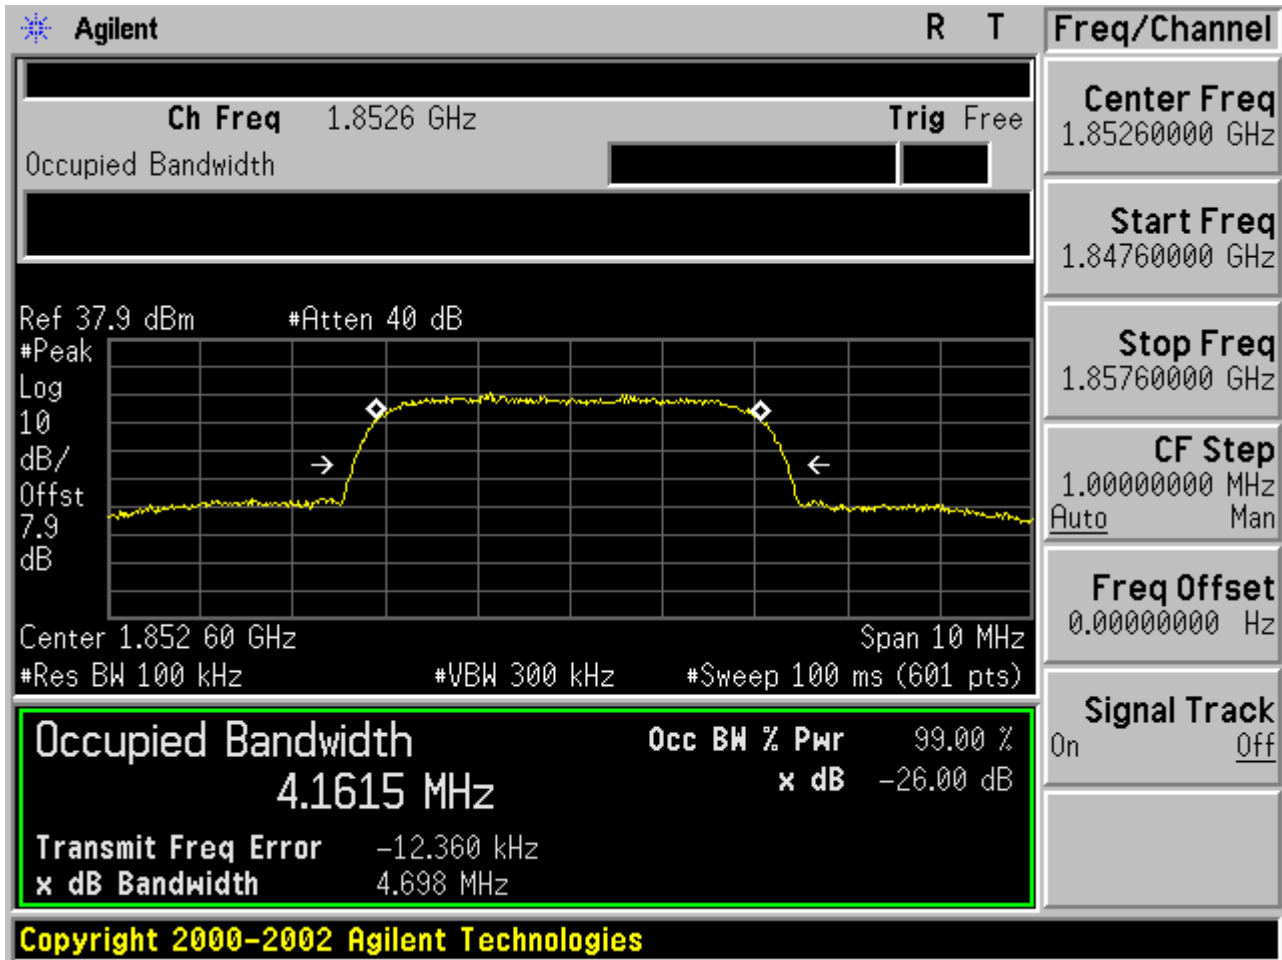 Agilent R T Freq/Channel
Ch Freq 1.8526 GHz Trig Free
Occupied Bandwidth
Center Freq
1.85260000 GHz
Start Freq
1.84760000 GHz
Stop Freq
1.85760000 GHz
CF Step
1.00000000 MHz
Auto Man
Freq Offset
0.00000000 Hz
Signal Track
On Off
Ref 37.9 dBm #Atten 40 dB
#Peak
Log
10
dB/
Offst
7.9
dB
Center 1.852 60 GHz Span 10 MHz
#Res BW 100 kHz #VBW 300 kHz #Sweep 100 ms (601 pts)
Occupied Bandwidth Occ BW % Pwr 99.00 %
4.1615 MHz x dB -26.00 dB
Transmit Freq Error -12.360 kHz
x dB Bandwidth 4.698 MHz
Copyright 2000-2002 Agilent Technologies